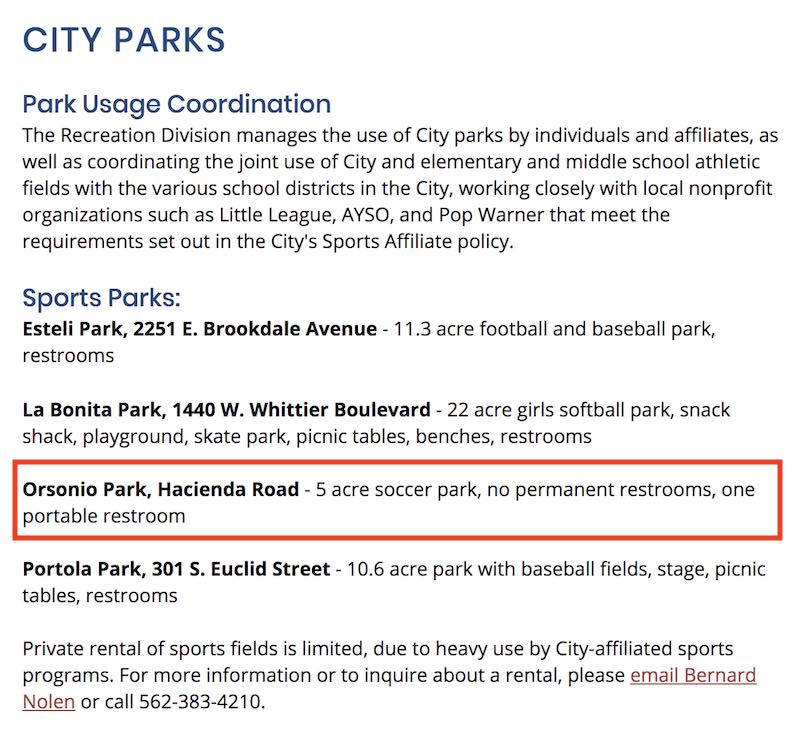 CITY PARKS
Park Usage Coordination
The Recreation Division manages the use of City parks by individuals and affiliates, as
well as coordinating the joint use of City and elementary and middle school athletic
fields with the various school districts in the City, working closely with local nonprofit
organizations such as Little League, AYSO, and Pop Warner that meet the
requirements set out in the City's Sports Affiliate policy.
Sports Parks:
Esteli Park, 2251 E. Brookdale Avenue - 11.3 acre football and baseball park,
restrooms
La Bonita Park, 1440 W. Whittier Boulevard - 22 acre girls softball park, snack
shack, playground, skate park, picnic tables, benches, restrooms
Orsonio Park, Hacienda Road - 5 acre soccer park, no permanent restrooms, one
portable restroom
Portola Park, 301 S. Euclid Street - 10.6 acre park with baseball fields, stage, picnic
tables, restrooms
Private rental of sports fields is limited, due to heavy use by City-affiliated sports
programs. For more information or to inquire about a rental, please email Bernard
Nolen or call 562-383-4210.